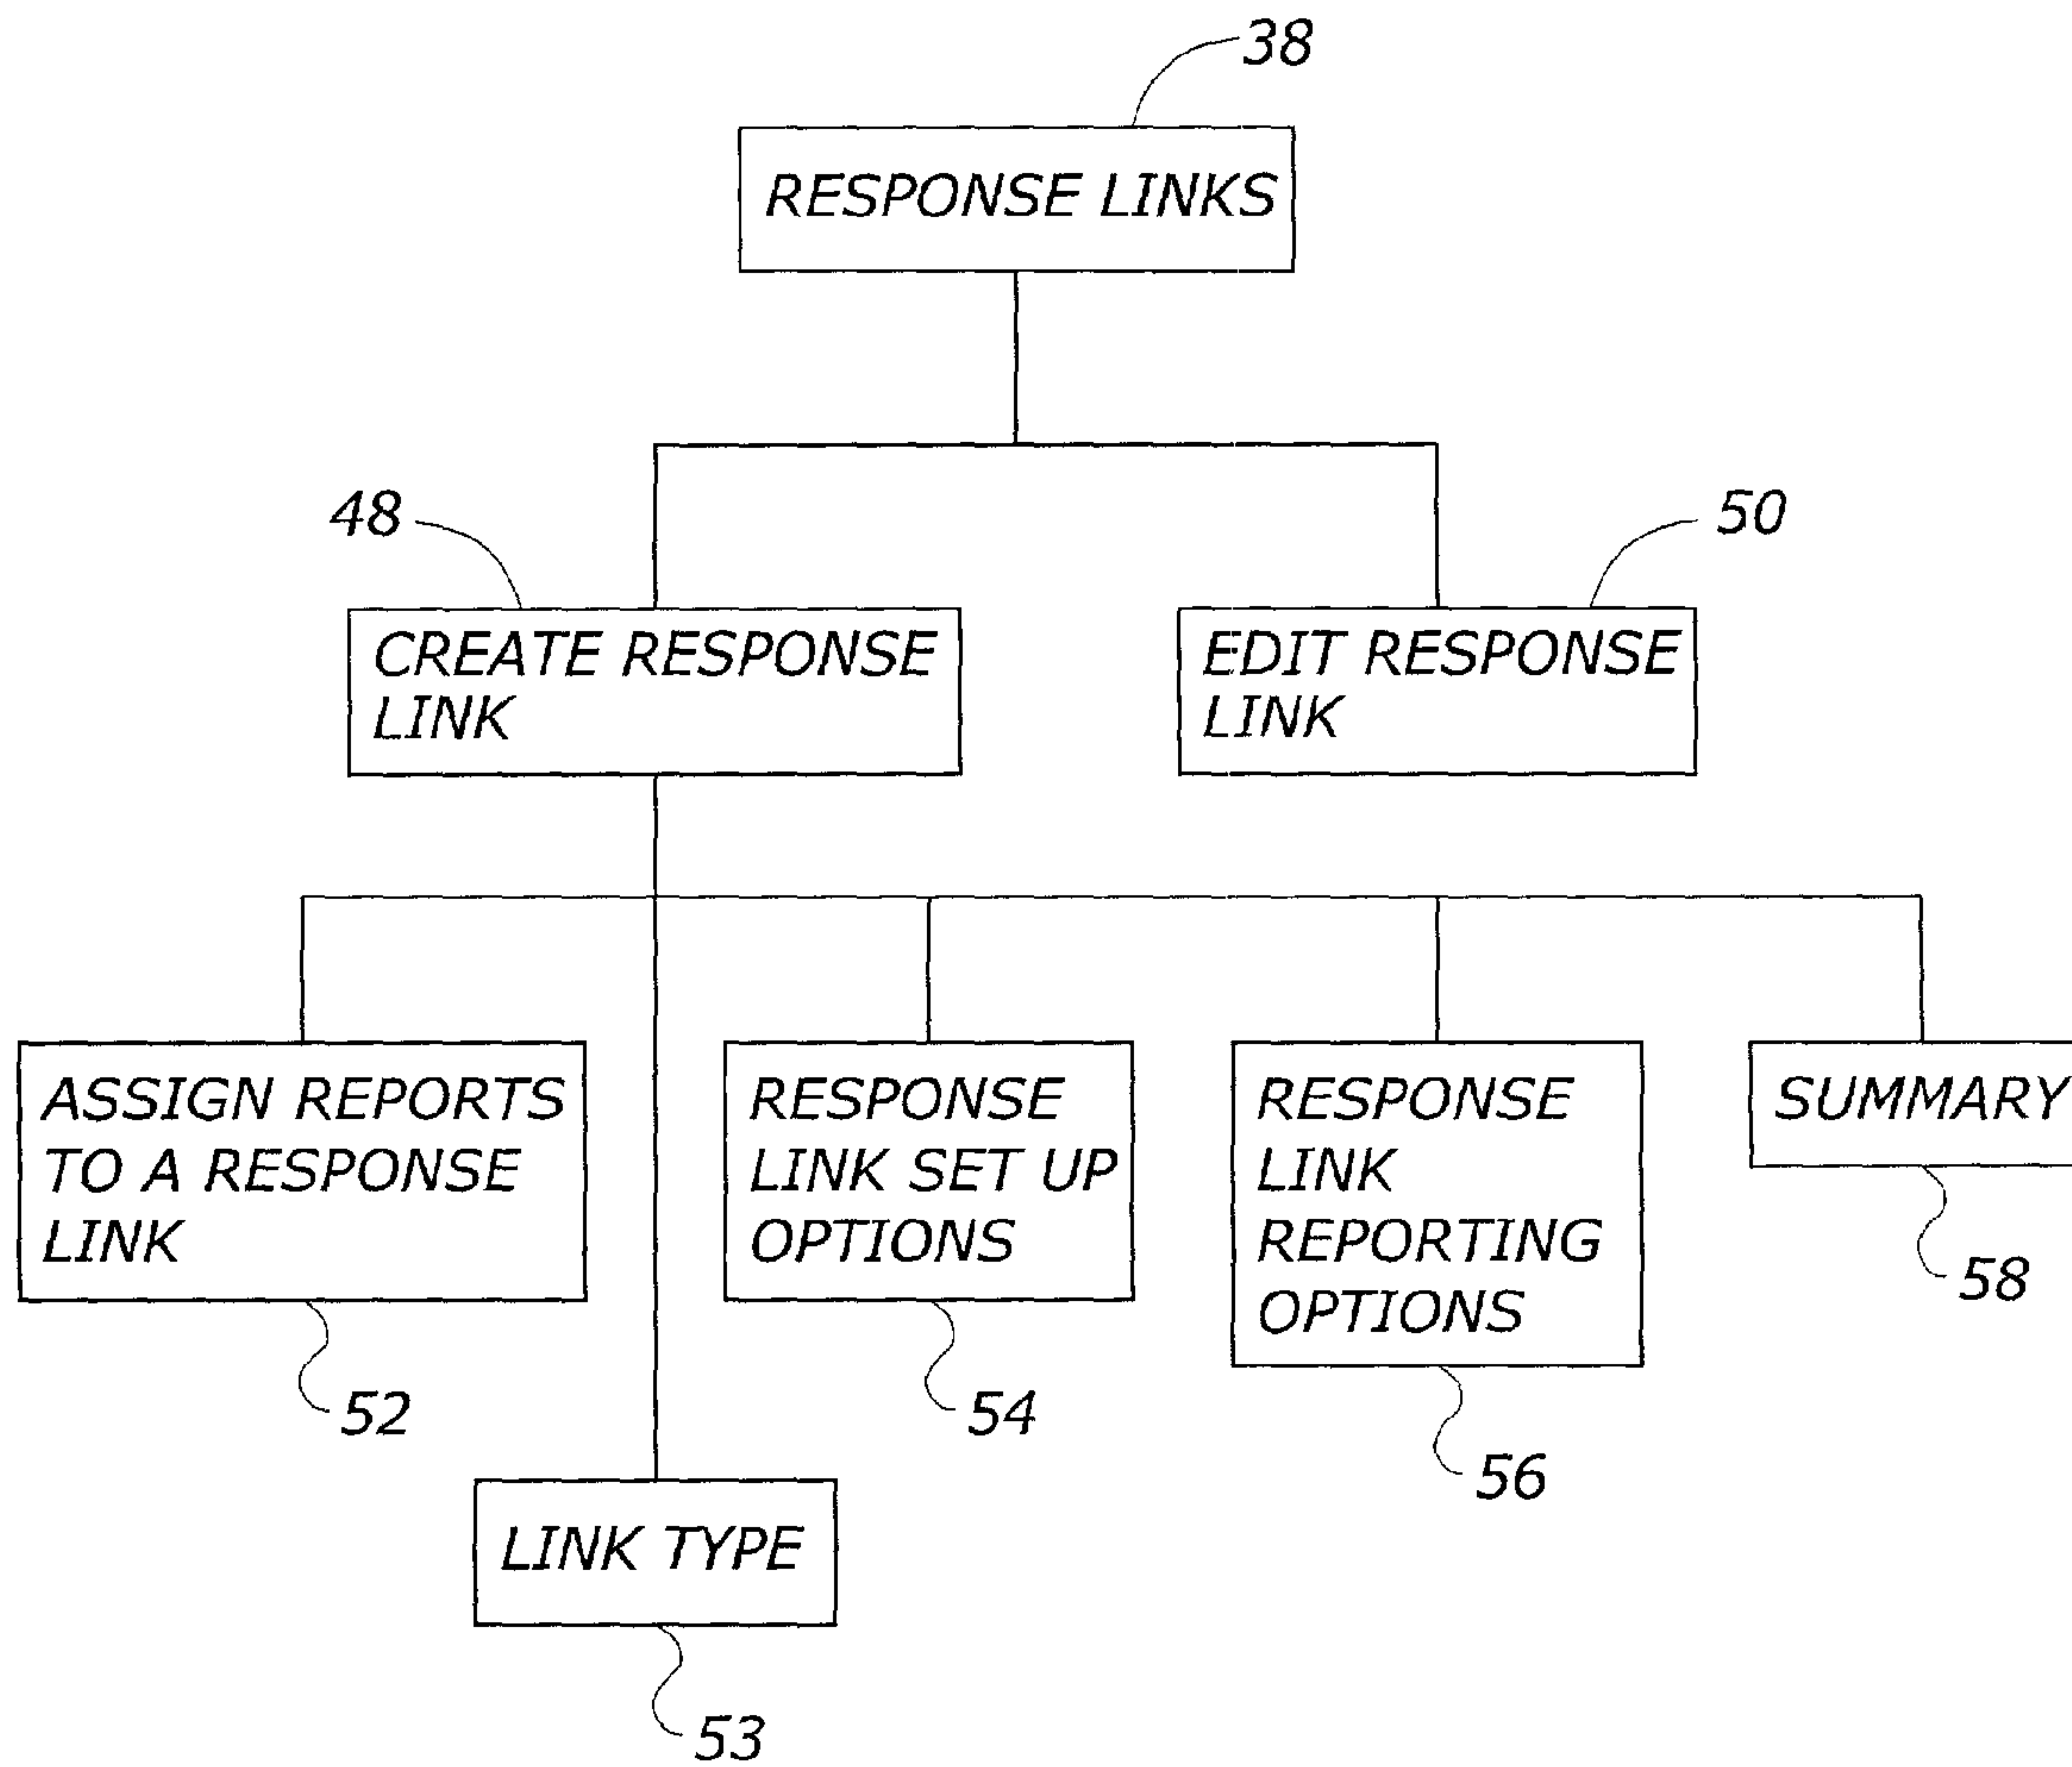 38
RESPONSE LINKS
48
50
CREATE RESPONSE
LINK
EDIT RESPONSE
LINK
ASSIGN REPORTS
TO A RESPONSE
LINK
RESPONSE
LINK SET UP
OPTIONS
RESPONSE
LINK
REPORTING
OPTIONS
SUMMARY
58
52
54
56
LINK TYPE
53